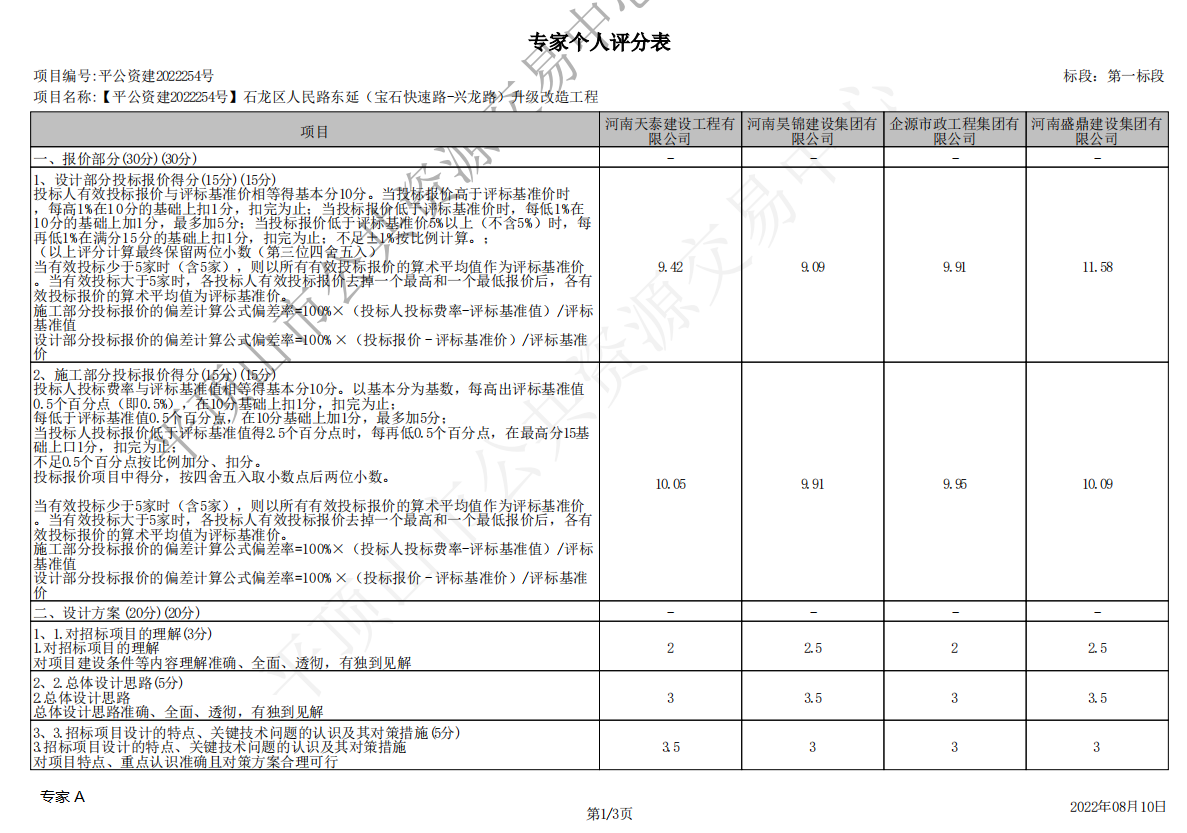 专家个人评分表
项目编号:平公资建2022254号
标段：第一标段
项目名称:【平公资建2022254号】石龙区人民路东延（宝石快速路-兴龙路）升级改造工程
项目 河南天泰建设工程有限公司 河南昊锦建设集团有限公司 企源市政工程集团有限公司 河南盛鼎建设集团有限公司
一、报价部分(30分)(30分) － － － －
1、设计部分投标报价得分(15分)(15分)
投标人有效投标报价与评标基准价相等得基本分10分。当投标报价高于评标基准价时
，每高1%在10分的基础上扣1分，扣完为止；当投标报价低于评标基准价时，每低1%在
10分的基础上加1分，最多加5分；当投标报价低于评标基准价5%以上（不含5%）时，每
再低1%在满分15分的基础上扣1分，扣完为止；不足±1%按比例计算。；
（以上评分计算最终保留两位小数（第三位四舍五入）
当有效投标少于5家时（含5家），则以所有有效投标报价的算术平均值作为评标基准价
。当有效投标大于5家时，各投标人有效投标报价去掉一个最高和一个最低报价后，各有
效投标报价的算术平均值为评标基准价。
施工部分投标报价的偏差计算公式偏差率=100%×（投标人投标费率-评标基准值）/评标
基准值
设计部分投标报价的偏差计算公式偏差率=100%×（投标报价－评标基准价）/评标基准
价
9.42 9.09 9.91 11.58
2、施工部分投标报价得分(15分)(15分)
投标人投标费率与评标基准值相等得基本分10分。以基本分为基数，每高出评标基准值
0.5个百分点（即0.5%），在10分基础上扣1分，扣完为止；
每低于评标基准值0.5个百分点，在10分基础上加1分，最多加5分；
当投标人投标报价低于评标基准值得2.5个百分点时，每再低0.5个百分点，在最高分15基
础上口1分，扣完为止；
不足0.5个百分点按比例加分、扣分。
投标报价项目中得分，按四舍五入取小数点后两位小数。
当有效投标少于5家时（含5家），则以所有有效投标报价的算术平均值作为评标基准价
。当有效投标大于5家时，各投标人有效投标报价去掉一个最高和一个最低报价后，各有
效投标报价的算术平均值为评标基准价。
施工部分投标报价的偏差计算公式偏差率=100%×（投标人投标费率-评标基准值）/评标
基准值
设计部分投标报价的偏差计算公式偏差率=100%×（投标报价－评标基准价）/评标基准
价
10.05 9.91 9.95 10.09
二、设计方案(20分)(20分) － － － －
1、1.对招标项目的理解(3分)
1.对招标项目的理解
对项目建设条件等内容理解准确、全面、透彻，有独到见解
2 2.5 2 2.5
2、2.总体设计思路(5分)
2.总体设计思路
总体设计思路准确、全面、透彻，有独到见解
3 3.5 3 3.5
3、3.招标项目设计的特点、关键技术问题的认识及其对策措施(5分)
3.招标项目设计的特点、关键技术问题的认识及其对策措施
对项目特点、重点认识准确且对策方案合理可行
3.5 3 3 3
专家 A
第1/3页
2022年08月10日
平顶山市公共资源交易中心
平顶山市公共资源交易中心